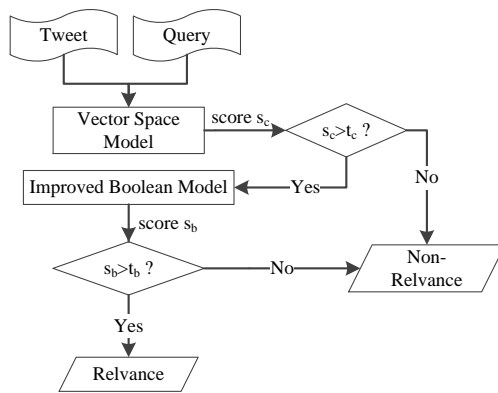 Tweet
Query
Vector Space
Model
score s_c
s_c>t_c ?
Yes
No
Improved Boolean Model
score s_b
s_b>t_b ?
No
Non-
Relvance
Yes
Relvance